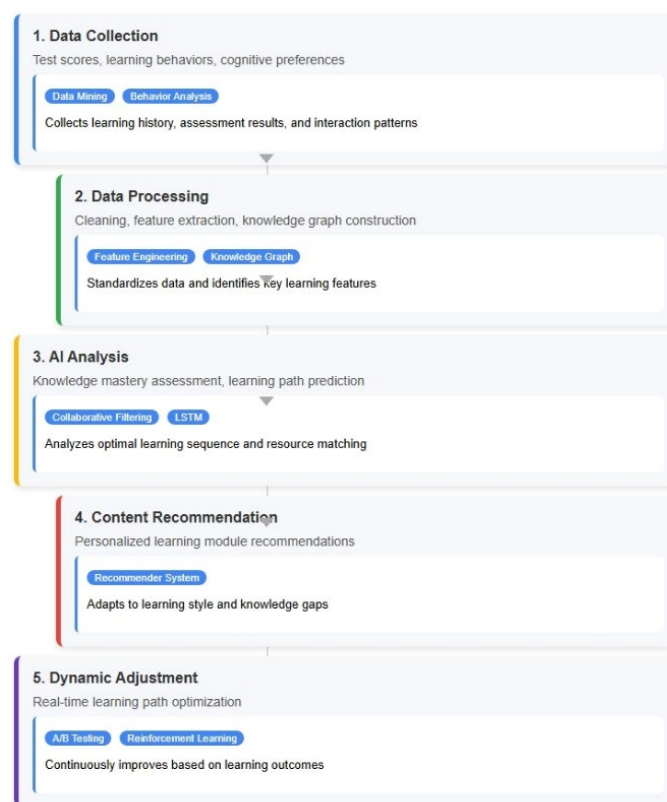 1. Data Collection
Test scores, learning behaviors, cognitive preferences
Data Mining Behavior Analysis
Collects learning history, assessment results, and interaction patterns
2. Data Processing
Cleaning, feature extraction, knowledge graph construction
Feature Engineering Knowledge Graph
Standardizes data and identifies key learning features
3. AI Analysis
Knowledge mastery assessment, learning path prediction
Collaborative Filtering LSTM
Analyzes optimal learning sequence and resource matching
4. Content Recommendation
Personalized learning module recommendations
Recommender System
Adapts to learning style and knowledge gaps
5. Dynamic Adjustment
Real-time learning path optimization
A/B Testing Reinforcement Learning
Continuously improves based on learning outcomes